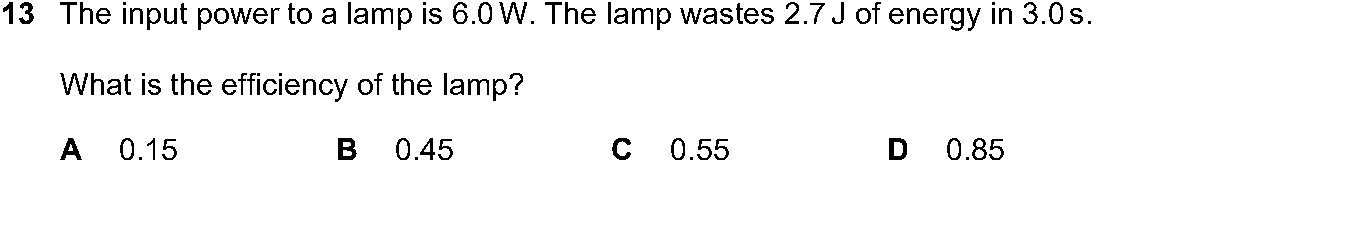 13 The input power to a lamp is 6.0 W. The lamp wastes 2.7 J of energy in 3.0 s.
What is the efficiency of the lamp?
A 0.15 B 0.45 C 0.55 D 0.85